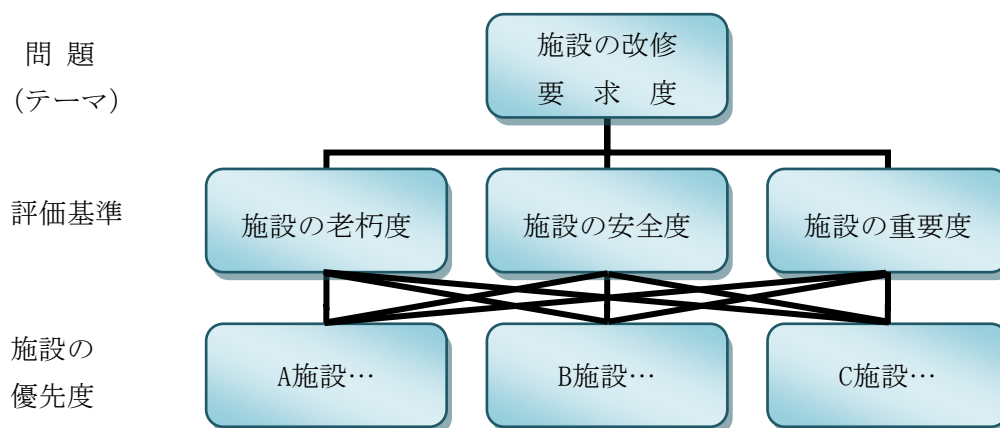 問 題
(テーマ)
施設の改修
要 求 度
評価基準
施設の老朽度
施設の安全度
施設の重要度
施設の
優先度
A施設…
B施設…
C施設…